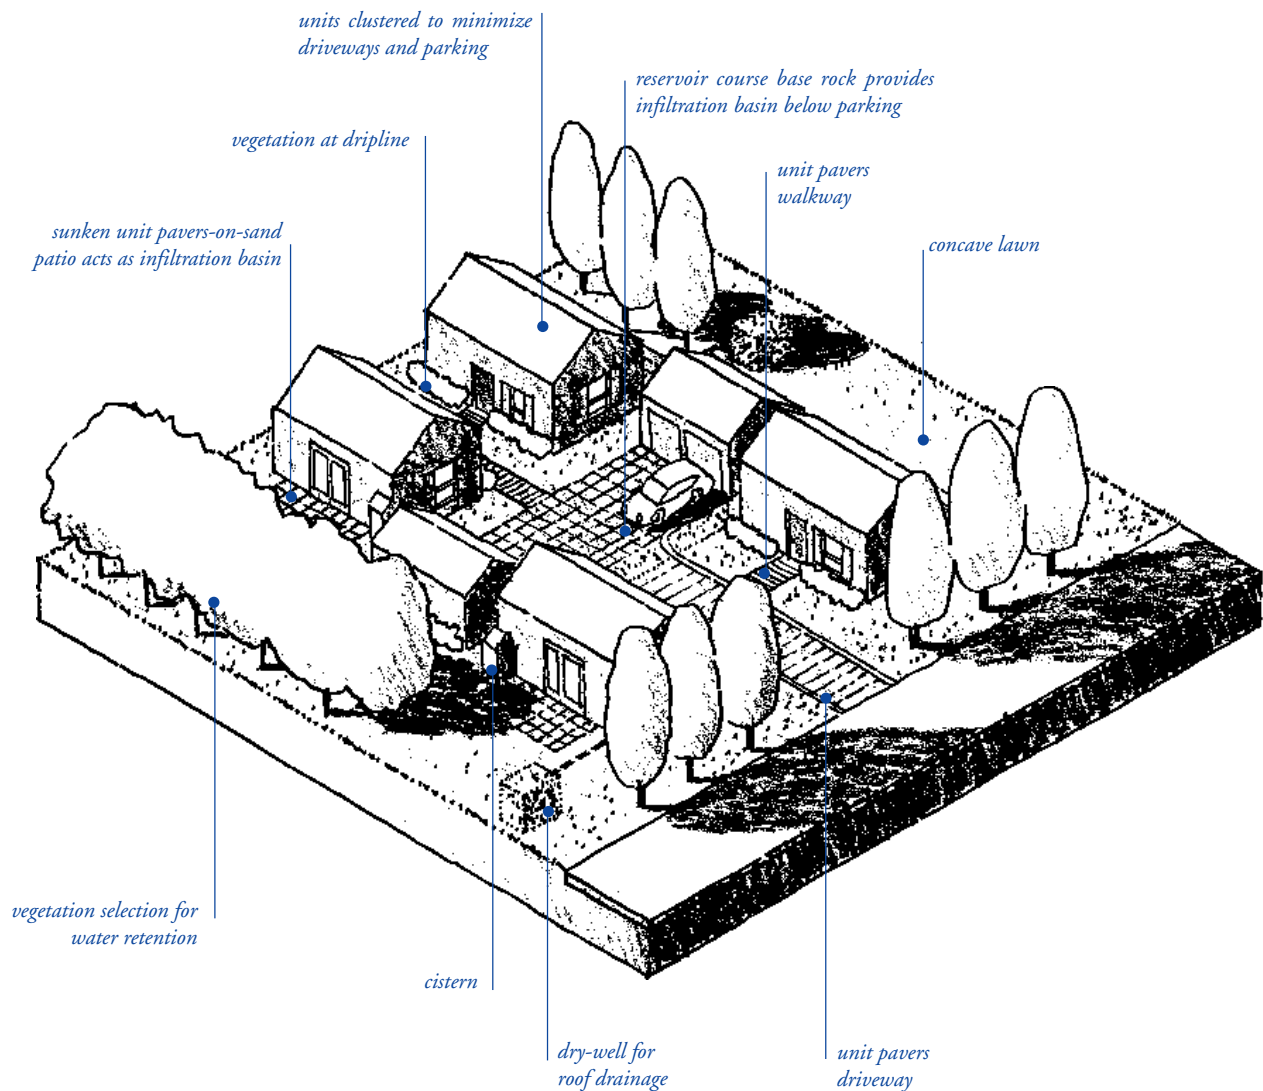 units clustered to minimize
driveways and parking
reservoir course base rock provides
infiltration basin below parking
vegetation at dripline
unit pavers
walkway
sunken unit pavers-on-sand
patio acts as infiltration basin
concave lawn
vegetation selection for
water retention
cistern
dry-well for
roof drainage
unit pavers
driveway